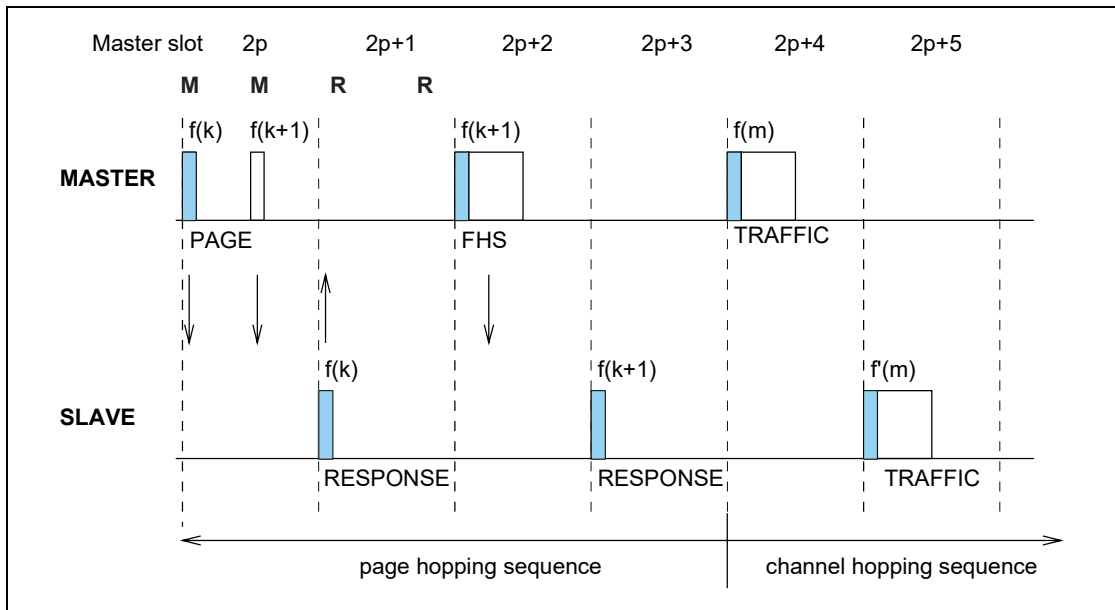 Master slot 2p 2p+1 2p+2 2p+3 2p+4 2p+5
M M R R
f(k) f(k+1) f(k+1) f(m)
MASTER
PAGE FHS TRAFFIC
f(k) f(k+1) f'(m)
SLAVE
RESPONSE RESPONSE TRAFFIC
page hopping sequence channel hopping sequence